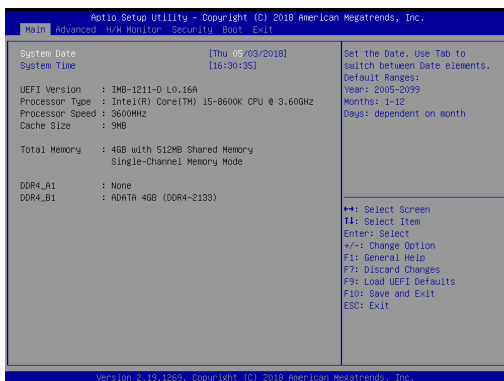 Aptio Setup Utility – Copyright (C) 2018 American Megatrends, Inc.
Main Advanced H/W Monitor Security Boot Exit
System Date [Thu 05/03/2018]
System Time [16:30:35]
UEFI Version : IMB-1211-D L0.16A
Processor Type : Intel(R) Core(TM) i5-8600K CPU @ 3.60GHz
Processor Speed : 3600MHz
Cache Size : 9MB
Total Memory : 4GB with 512MB Shared Memory
Single-Channel Memory Mode
DDR4_A1 : None
DDR4_B1 : ADATA 4GB (DDR4-2133)
Set the Date. Use Tab to
switch between Date elements.
Default Ranges:
Year: 2005-2099
Months: 1-12
Days: dependent on month
↔: Select Screen
↑↓: Select Item
Enter: Select
+/-: Change Option
F1: General Help
F7: Discard Changes
F9: Load UEFI Defaults
F10: Save and Exit
ESC: Exit
Version 2.19.1269. Copyright (C) 2018 American Megatrends, Inc.